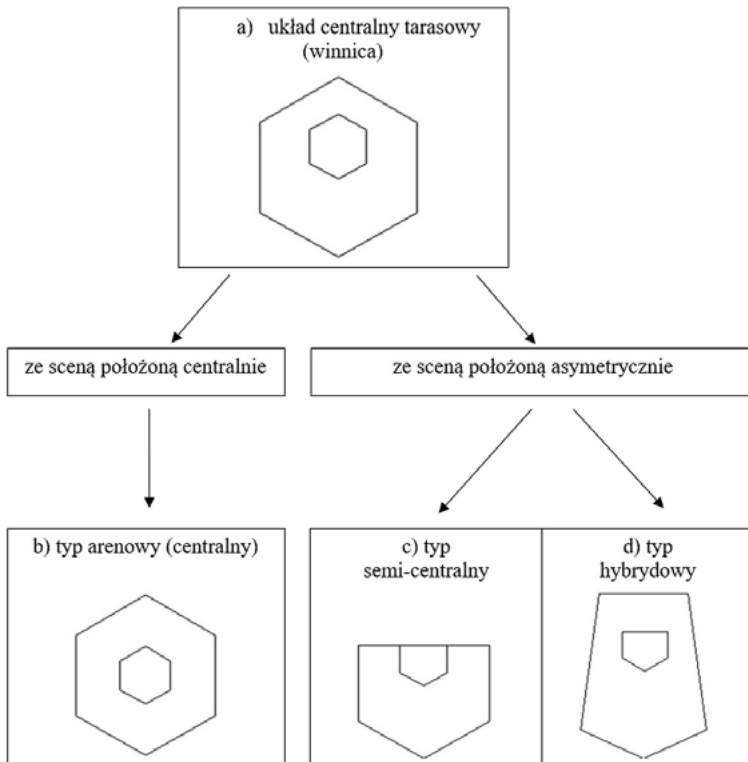 a) układ centralny tarasowy
(winnica)
ze sceną położoną centralnie
ze sceną położoną asymetrycznie
b) typ arenowy (centralny)
c) typ
semi-centralny
d) typ
hybrydowy